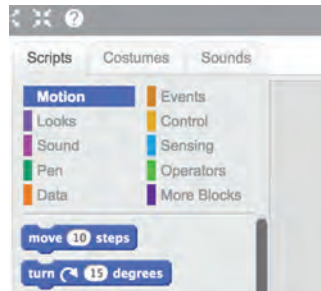 Scripts Costumes Sounds
Motion Events
Looks Control
Sound Sensing
Pen Operators
Data More Blocks
move 10 steps
turn 15 degrees